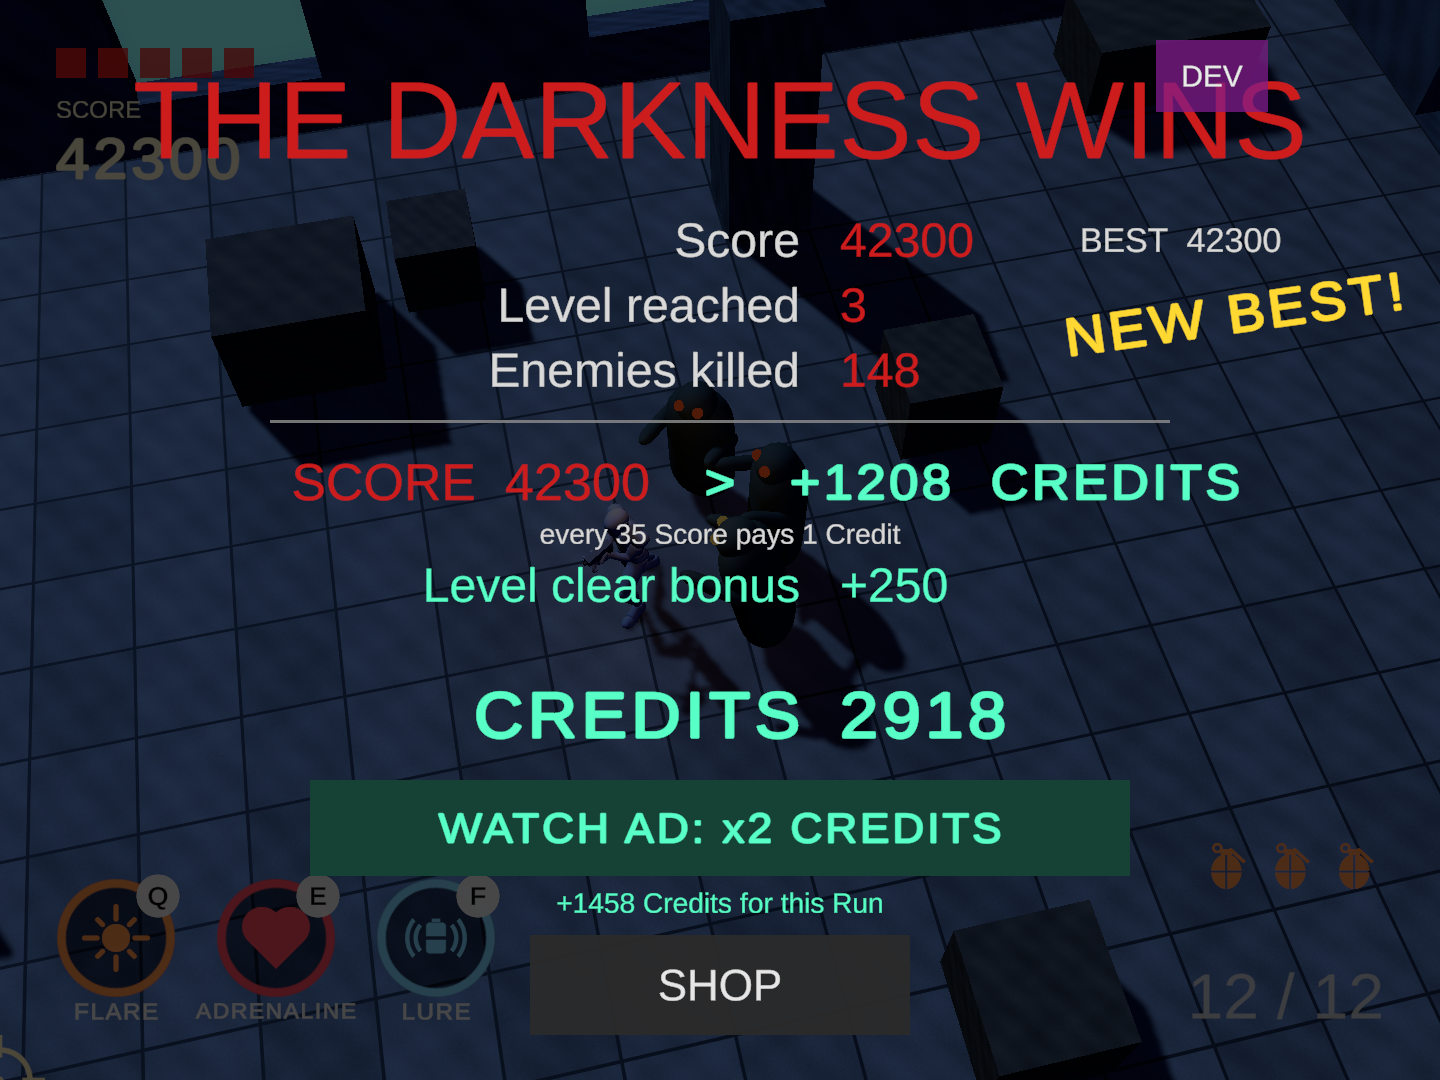 DEV
SCORE
42300
THE DARKNESS WINS
Score 42300 BEST 42300
Level reached 3
NEW BEST!
Enemies killed 148
SCORE 42300 > +1208 CREDITS
every 35 Score pays 1 Credit
Level clear bonus +250
CREDITS 2918
WATCH AD: x2 CREDITS
+1458 Credits for this Run
Q E F
FLARE ADRENALINE LURE
SHOP
12 / 12